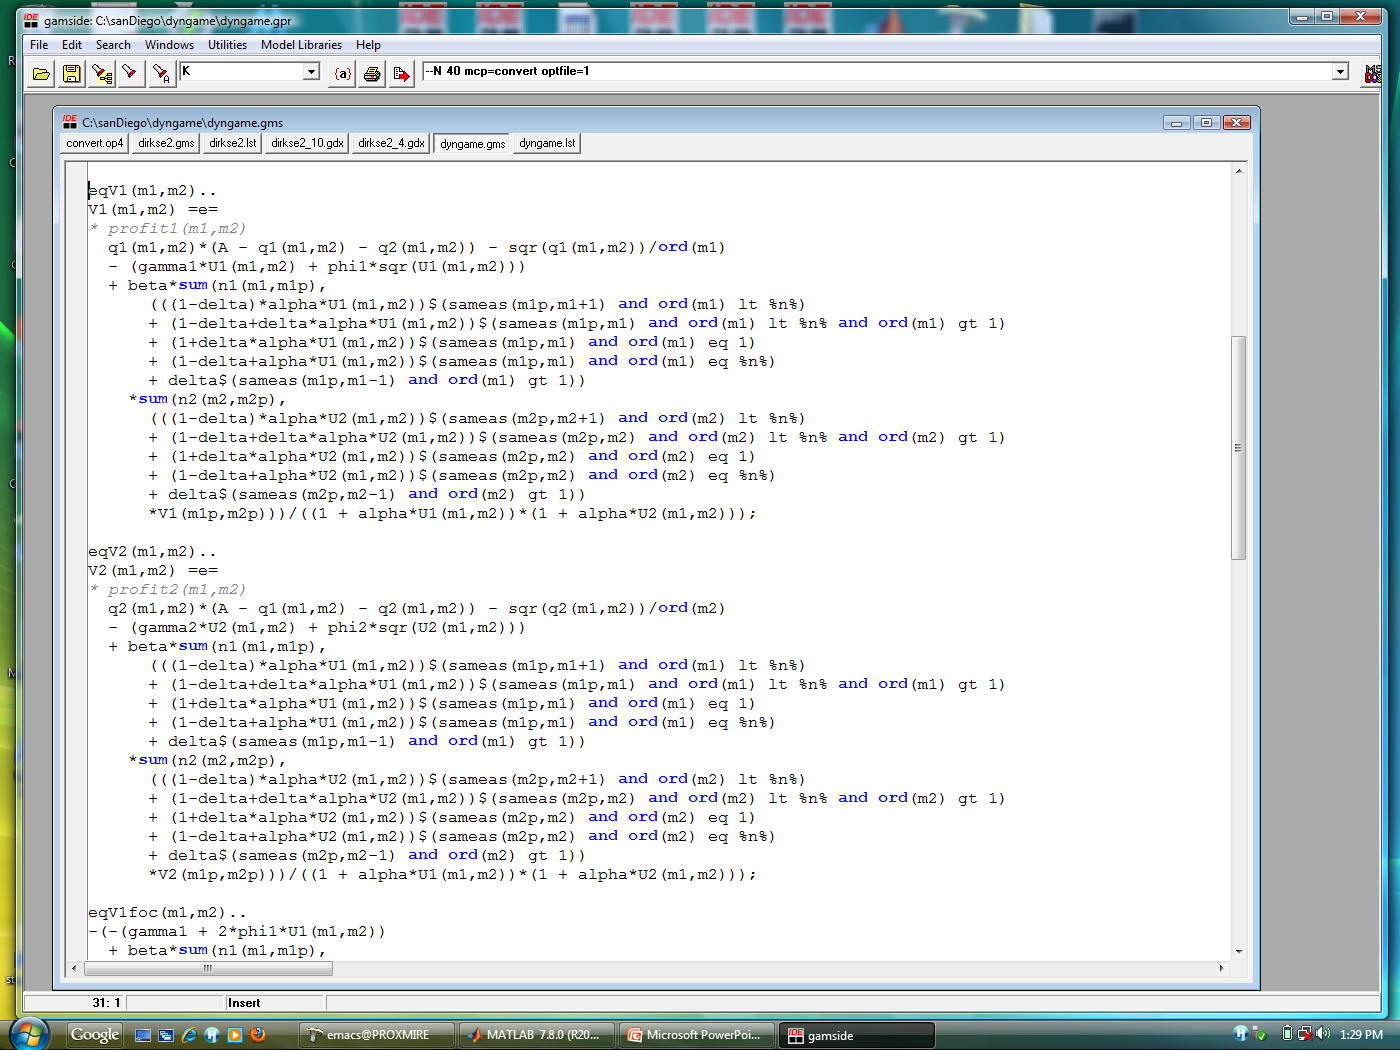 IDE gamside: C:\sanDiego\dyngame\dyngame.gpr
File Edit Search Windows Utilities Model Libraries Help
K
{a}
--N 40 mcp=convert optfile=1
IDE C:\sanDiego\dyngame\dyngame.gms
convert.op4 dirkse2.gms dirkse2.lst dirkse2_10.gdx dirkse2_4.gdx dyngame.gms dyngame.lst
eqV1(m1,m2)..
V1(m1,m2) =e=
* profit1(m1,m2)
q1(m1,m2)*(A - q1(m1,m2) - q2(m1,m2)) - sqr(q1(m1,m2))/ord(m1)
- (gamma1*U1(m1,m2) + phi1*sqr(U1(m1,m2)))
+ beta*sum(n1(m1,m1p),
(((1-delta)*alpha*U1(m1,m2))$(sameas(m1p,m1+1) and ord(m1) lt %n%)
+ (1-delta+delta*alpha*U1(m1,m2))$(sameas(m1p,m1) and ord(m1) lt %n% and ord(m1) gt 1)
+ (1+delta*alpha*U1(m1,m2))$(sameas(m1p,m1) and ord(m1) eq 1)
+ (1-delta+alpha*U1(m1,m2))$(sameas(m1p,m1) and ord(m1) eq %n%)
+ delta$(sameas(m1p,m1-1) and ord(m1) gt 1))
*sum(n2(m2,m2p),
(((1-delta)*alpha*U2(m1,m2))$(sameas(m2p,m2+1) and ord(m2) lt %n%)
+ (1-delta+delta*alpha*U2(m1,m2))$(sameas(m2p,m2) and ord(m2) lt %n% and ord(m2) gt 1)
+ (1+delta*alpha*U2(m1,m2))$(sameas(m2p,m2) and ord(m2) eq 1)
+ (1-delta+alpha*U2(m1,m2))$(sameas(m2p,m2) and ord(m2) eq %n%)
+ delta$(sameas(m2p,m2-1) and ord(m2) gt 1))
*V1(m1p,m2p)))/((1 + alpha*U1(m1,m2))*(1 + alpha*U2(m1,m2)));
eqV2(m1,m2)..
V2(m1,m2) =e=
* profit2(m1,m2)
q2(m1,m2)*(A - q1(m1,m2) - q2(m1,m2)) - sqr(q2(m1,m2))/ord(m2)
- (gamma2*U2(m1,m2) + phi2*sqr(U2(m1,m2)))
+ beta*sum(n1(m1,m1p),
(((1-delta)*alpha*U1(m1,m2))$(sameas(m1p,m1+1) and ord(m1) lt %n%)
+ (1-delta+delta*alpha*U1(m1,m2))$(sameas(m1p,m1) and ord(m1) lt %n% and ord(m1) gt 1)
+ (1+delta*alpha*U1(m1,m2))$(sameas(m1p,m1) and ord(m1) eq 1)
+ (1-delta+alpha*U1(m1,m2))$(sameas(m1p,m1) and ord(m1) eq %n%)
+ delta$(sameas(m1p,m1-1) and ord(m1) gt 1))
*sum(n2(m2,m2p),
(((1-delta)*alpha*U2(m1,m2))$(sameas(m2p,m2+1) and ord(m2) lt %n%)
+ (1-delta+delta*alpha*U2(m1,m2))$(sameas(m2p,m2) and ord(m2) lt %n% and ord(m2) gt 1)
+ (1+delta*alpha*U2(m1,m2))$(sameas(m2p,m2) and ord(m2) eq 1)
+ (1-delta+alpha*U2(m1,m2))$(sameas(m2p,m2) and ord(m2) eq %n%)
+ delta$(sameas(m2p,m2-1) and ord(m2) gt 1))
*V2(m1p,m2p)))/((1 + alpha*U1(m1,m2))*(1 + alpha*U2(m1,m2)));
eqV1foc(m1,m2)..
-(-(gamma1 + 2*phi1*U1(m1,m2))
+ beta*sum(n1(m1,m1p),
31: 1 Insert
Google emacs@PROXMIRE MATLAB 7.8.0 (R20... Microsoft PowerPoi... IDE gamside 1:29 PM